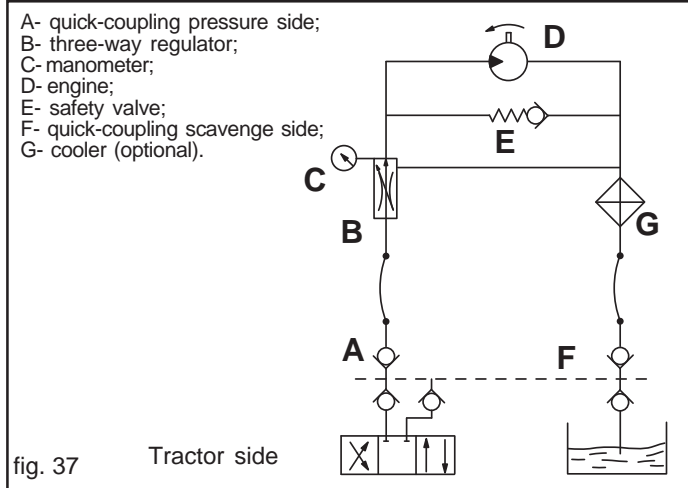 A- quick-coupling pressure side;
B- three-way regulator;
C- manometer;
D- engine;
E- safety valve;
F- quick-coupling scavenge side;
G- cooler (optional).
D
E
C
B
G
A
F
fig. 37
Tractor side